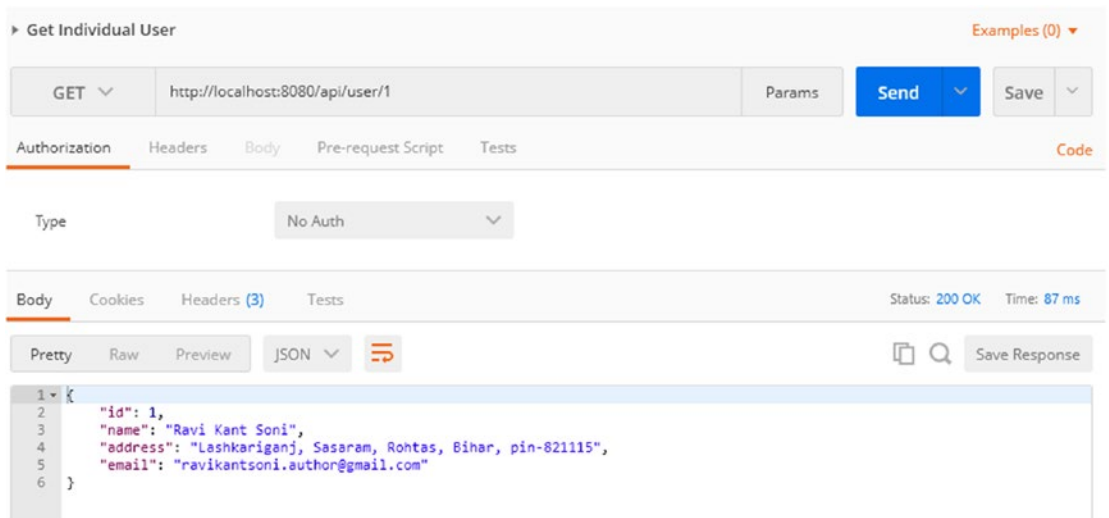 Get Individual User Examples (0)
GET http://localhost:8080/api/user/1 Params Send Save
Authorization Headers Body Pre-request Script Tests Code
Type No Auth
Body Cookies Headers (3) Tests Status: 200 OK Time: 87 ms
Pretty Raw Preview JSON Save Response
1 {
2 "id": 1,
3 "name": "Ravi Kant Soni",
4 "address": "Lashkariganj, Sasaram, Rohtas, Bihar, pin-821115",
5 "email": "ravikantsoni.author@gmail.com"
6 }